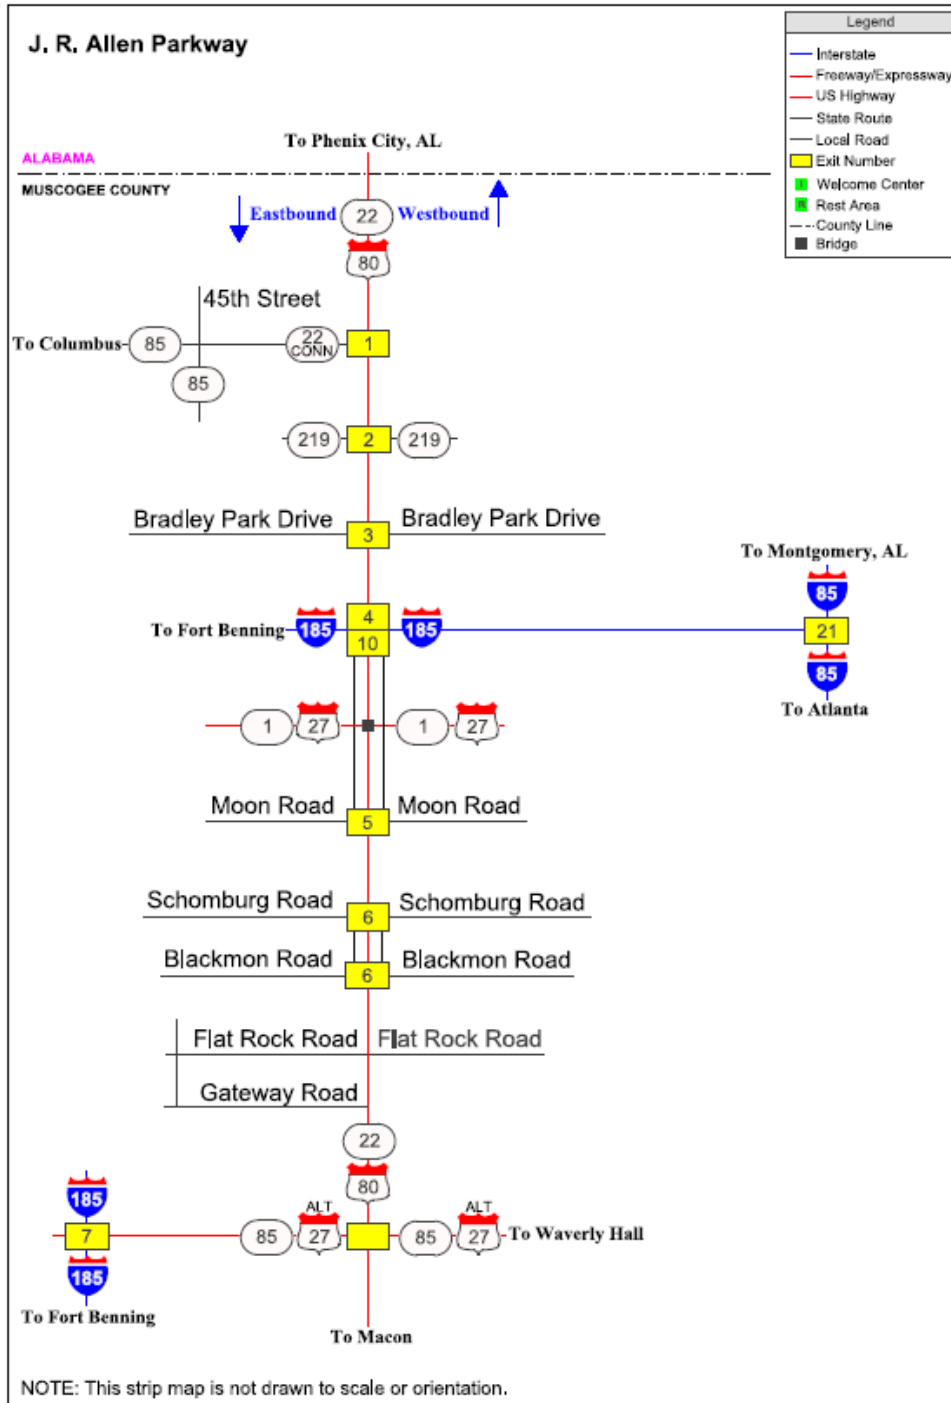 J. R. Allen Parkway
Legend
Interstate
Freeway/Expressway
US Highway
State Route
Local Road
Exit Number
Welcome Center
R Rest Area
County Line
Bridge
To Phenix City, AL
ALABAMA
MUSCOGEE COUNTY
Eastbound 22 Westbound
80
45th Street
To Columbus 85 22 CONN 1
85
219 2 219
Bradley Park Drive 3 Bradley Park Drive
To Montgomery, AL
85
To Fort Benning 185 4 185 21
10
85
To Atlanta
1 27 1 27
Moon Road 5 Moon Road
Schomburg Road 6 Schomburg Road
Blackmon Road 6 Blackmon Road
Flat Rock Road Flat Rock Road
Gateway Road
22
80
185 ALT ALT
7 85 27 85 27 To Waverly Hall
185
To Fort Benning
To Macon
NOTE: This strip map is not drawn to scale or orientation.